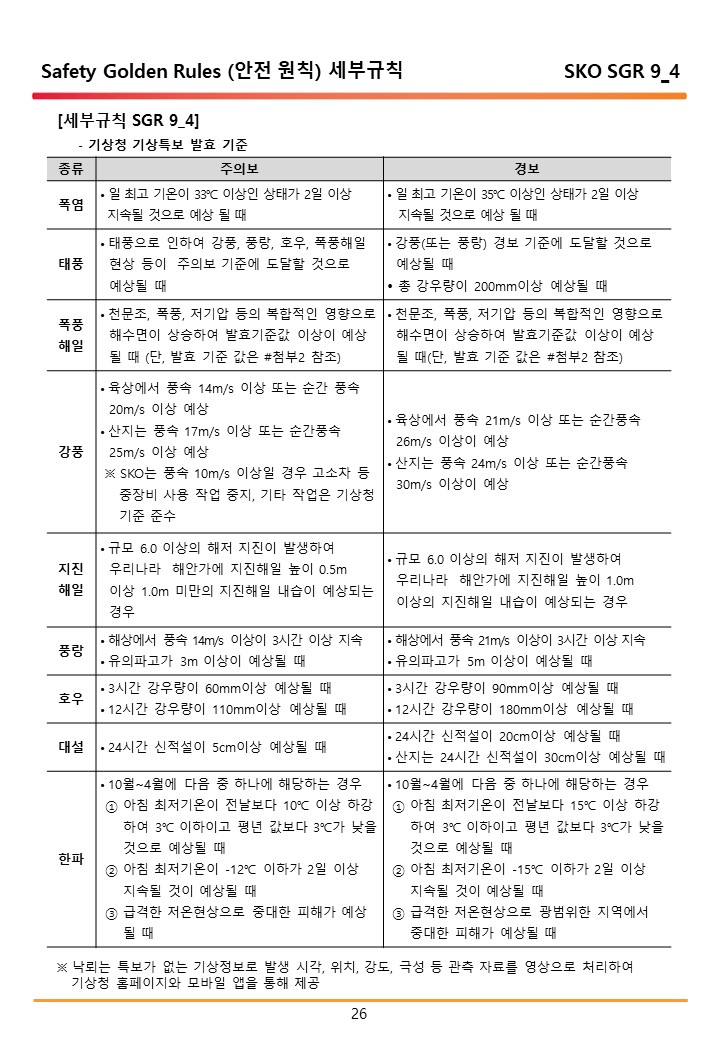 Safety Golden Rules (안전 원칙) 세부규칙 SKO SGR 9_4
[세부규칙 SGR 9_4]
- 기상청 기상특보 발효 기준
종류 주의보 경보
폭염
• 일 최고 기온이 33℃ 이상인 상태가 2일 이상
지속될 것으로 예상 될 때
• 일 최고 기온이 35℃ 이상인 상태가 2일 이상
지속될 것으로 예상 될 때
태풍
• 태풍으로 인하여 강풍, 풍랑, 호우, 폭풍해일
현상 등이 주의보 기준에 도달할 것으로
예상될 때
• 강풍(또는 풍랑) 경보 기준에 도달할 것으로
예상될 때
• 총 강우량이 200mm이상 예상될 때
폭풍
해일
• 천문조, 폭풍, 저기압 등의 복합적인 영향으로
해수면이 상승하여 발효기준값 이상이 예상
될 때 (단, 발효 기준 값은 #첨부2 참조)
• 천문조, 폭풍, 저기압 등의 복합적인 영향으로
해수면이 상승하여 발효기준값 이상이 예상
될 때(단, 발효 기준 값은 #첨부2 참조)
강풍
• 육상에서 풍속 14m/s 이상 또는 순간 풍속
20m/s 이상 예상
• 산지는 풍속 17m/s 이상 또는 순간풍속
25m/s 이상 예상
※ SKO는 풍속 10m/s 이상일 경우 고소차 등
중장비 사용 작업 중지, 기타 작업은 기상청
기준 준수
• 육상에서 풍속 21m/s 이상 또는 순간풍속
26m/s 이상이 예상
• 산지는 풍속 24m/s 이상 또는 순간풍속
30m/s 이상이 예상
지진
해일
• 규모 6.0 이상의 해저 지진이 발생하여
우리나라 해안가에 지진해일 높이 0.5m
이상 1.0m 미만의 지진해일 내습이 예상되는
경우
• 규모 6.0 이상의 해저 지진이 발생하여
우리나라 해안가에 지진해일 높이 1.0m
이상의 지진해일 내습이 예상되는 경우
풍랑
• 해상에서 풍속 14m/s 이상이 3시간 이상 지속
• 유의파고가 3m 이상이 예상될 때
• 해상에서 풍속 21m/s 이상이 3시간 이상 지속
• 유의파고가 5m 이상이 예상될 때
호우
• 3시간 강우량이 60mm이상 예상될 때
• 12시간 강우량이 110mm이상 예상될 때
• 3시간 강우량이 90mm이상 예상될 때
• 12시간 강우량이 180mm이상 예상될 때
대설
• 24시간 신적설이 5cm이상 예상될 때
• 24시간 신적설이 20cm이상 예상될 때
• 산지는 24시간 신적설이 30cm이상 예상될 때
한파
• 10월~4월에 다음 중 하나에 해당하는 경우
① 아침 최저기온이 전날보다 10℃ 이상 하강
하여 3℃ 이하이고 평년 값보다 3℃가 낮을
것으로 예상될 때
② 아침 최저기온이 -12℃ 이하가 2일 이상
지속될 것이 예상될 때
③ 급격한 저온현상으로 중대한 피해가 예상
될 때
• 10월~4월에 다음 중 하나에 해당하는 경우
① 아침 최저기온이 전날보다 15℃ 이상 하강
하여 3℃ 이하이고 평년 값보다 3℃가 낮을
것으로 예상될 때
② 아침 최저기온이 -15℃ 이하가 2일 이상
지속될 것이 예상될 때
③ 급격한 저온현상으로 광범위한 지역에서
중대한 피해가 예상될 때
※ 낙뢰는 특보가 없는 기상정보로 발생 시각, 위치, 강도, 극성 등 관측 자료를 영상으로 처리하여
기상청 홈페이지와 모바일 앱을 통해 제공
26